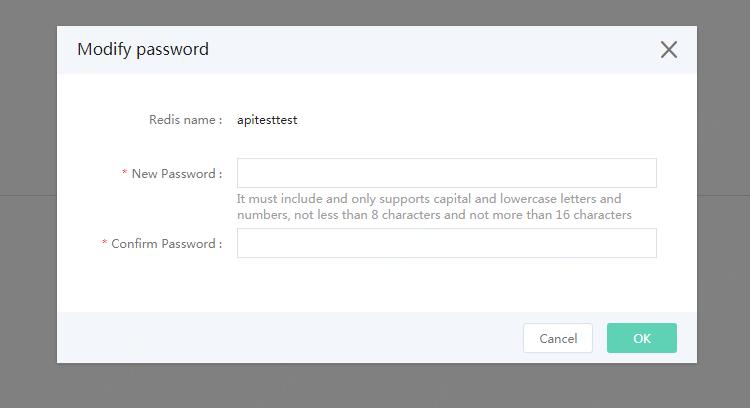 Modify password
Redis name : apitesttest
* New Password :
It must include and only supports capital and lowercase letters and
numbers, not less than 8 characters and not more than 16 characters
* Confirm Password :
Cancel OK